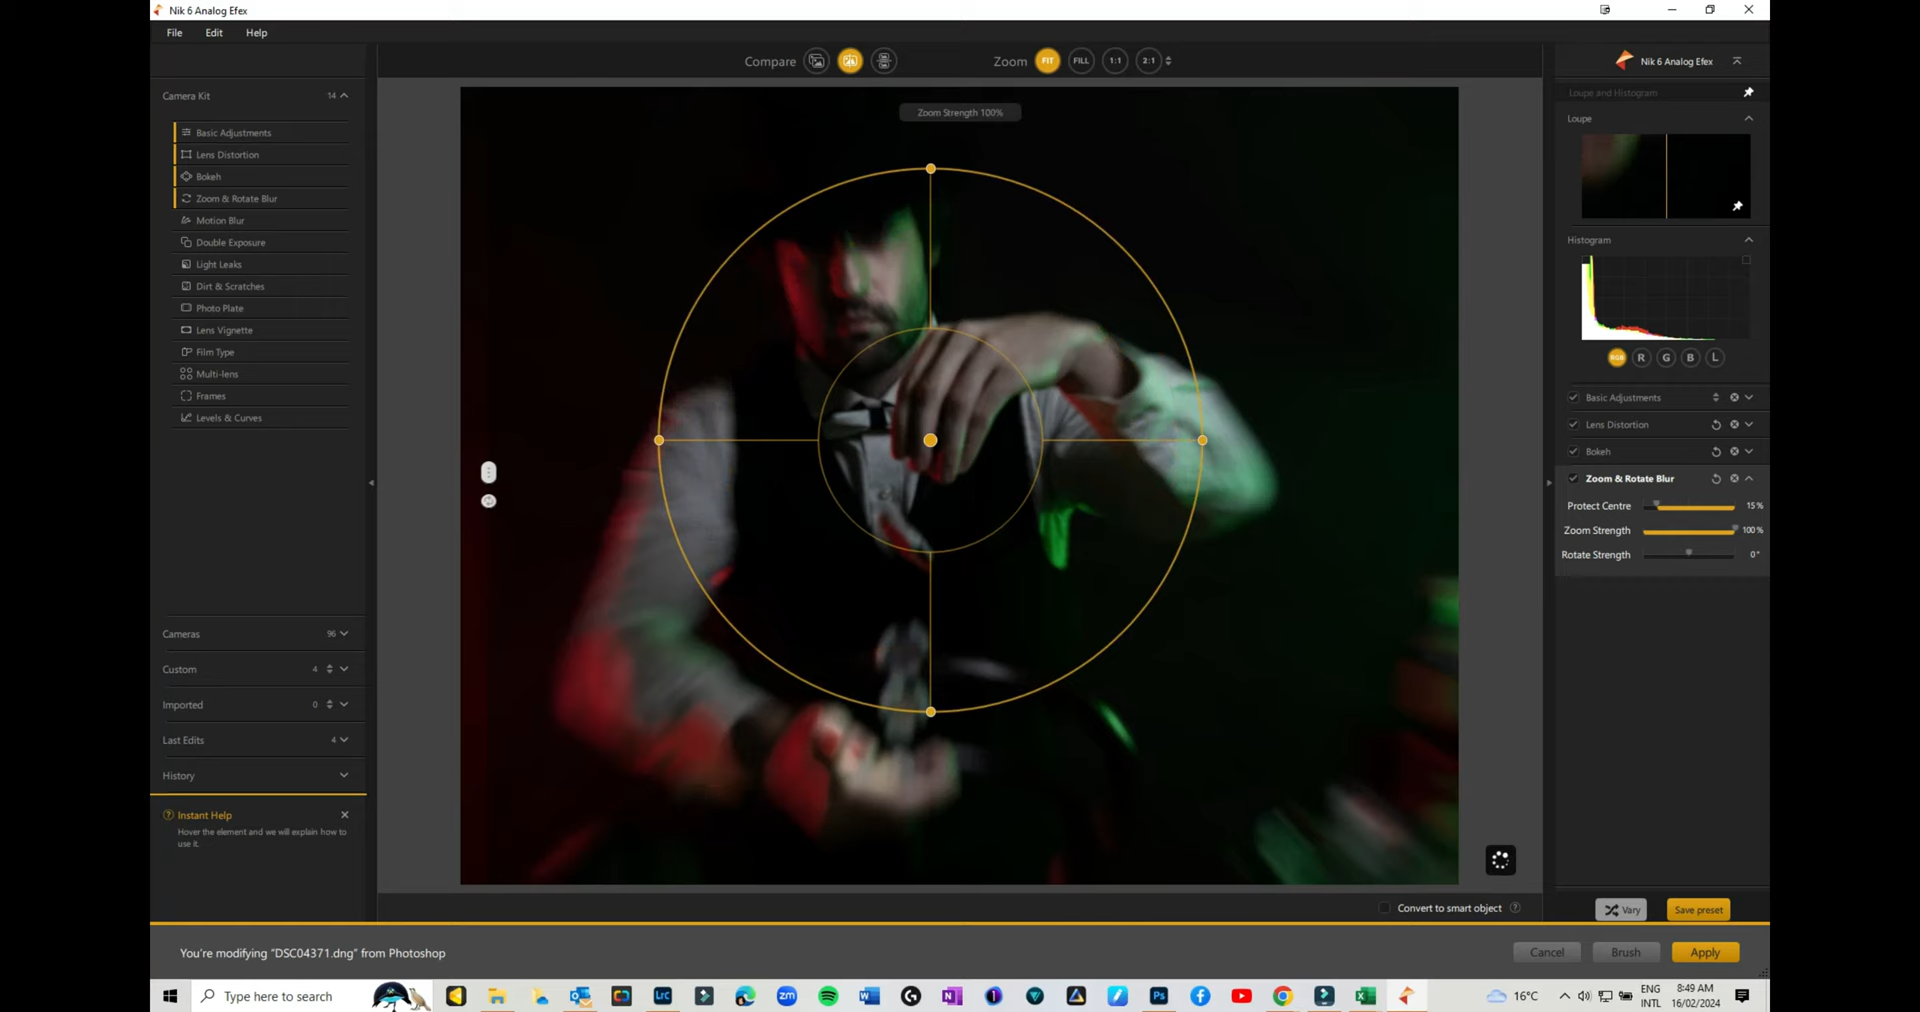 Nik 6 Analog Efex
File Edit Help
Compare
Zoom FIT FILL 1:1 2:1
Nik 6 Analog Efex
Camera Kit 14
Basic Adjustments
Lens Distortion
Bokeh
Zoom & Rotate Blur
Motion Blur
Double Exposure
Light Leaks
Dirt & Scratches
Photo Plate
Lens Vignette
Film Type
Multi-lens
Frames
Levels & Curves
Cameras 96
Custom 4
Imported 0
Last Edits 4
History
Instant Help
Hover the element and we will explain how to
use it.
Zoom Strength 100%
Loupe and Histogram
Loupe
Histogram
RGB R G B L
Basic Adjustments
Lens Distortion
Bokeh
Zoom & Rotate Blur
Protect Centre 15%
Zoom Strength 100%
Rotate Strength 0°
Convert to smart object
Vary Save preset
You're modifying "DSC04371.dng" from Photoshop
Cancel Brush Apply
Type here to search
Lrc
zm
W
G
N
Ps
X
16°C
ENG
INTL
8:49 AM
16/02/2024